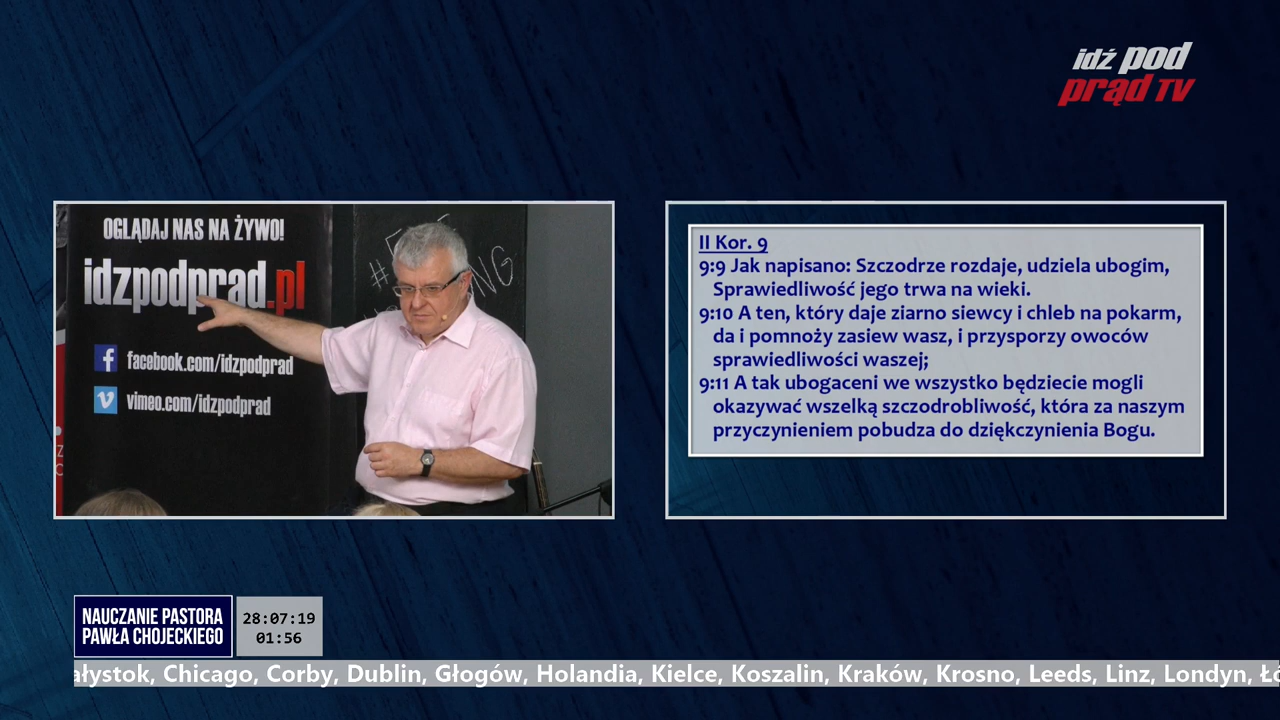 idź pod
prąd TV
OGLĄDAJ NAS NA ŻYWO!
idzpodprad.pl
facebook.com/idzpodprad
vimeo.com/idzpodprad
II Kor. 9
9:9 Jak napisano: Szczodrze rozdaje, udziela ubogim,
Sprawiedliwość jego trwa na wieki.
9:10 A ten, który daje ziarno siewcy i chleb na pokarm,
da i pomnoży zasiew wasz, i przysporzy owoców
sprawiedliwości waszej;
9:11 A tak ubogaceni we wszystko będziecie mogli
okazywać wszelką szczodrobliwość, która za naszym
przyczynieniem pobudza do dziękczynienia Bogu.
NAUCZANIE PASTORA
PAWŁA CHOJECKIEGO
28:07:19
01:56
ałystok, Chicago, Corby, Dublin, Głogów, Holandia, Kielce, Koszalin, Kraków, Krosno, Leeds, Linz, Londyn, Łó